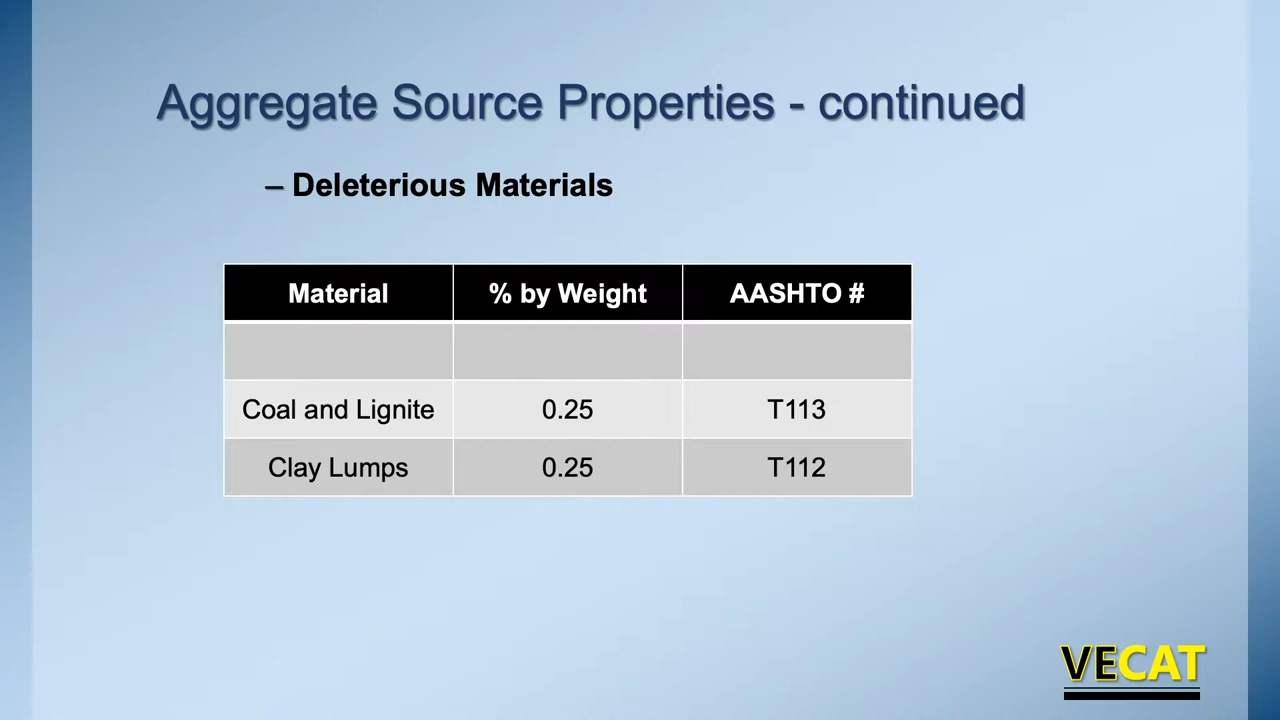 Aggregate Source Properties - continued
– Deleterious Materials
Material % by Weight AASHTO #
Coal and Lignite 0.25 T113
Clay Lumps 0.25 T112
VECAT